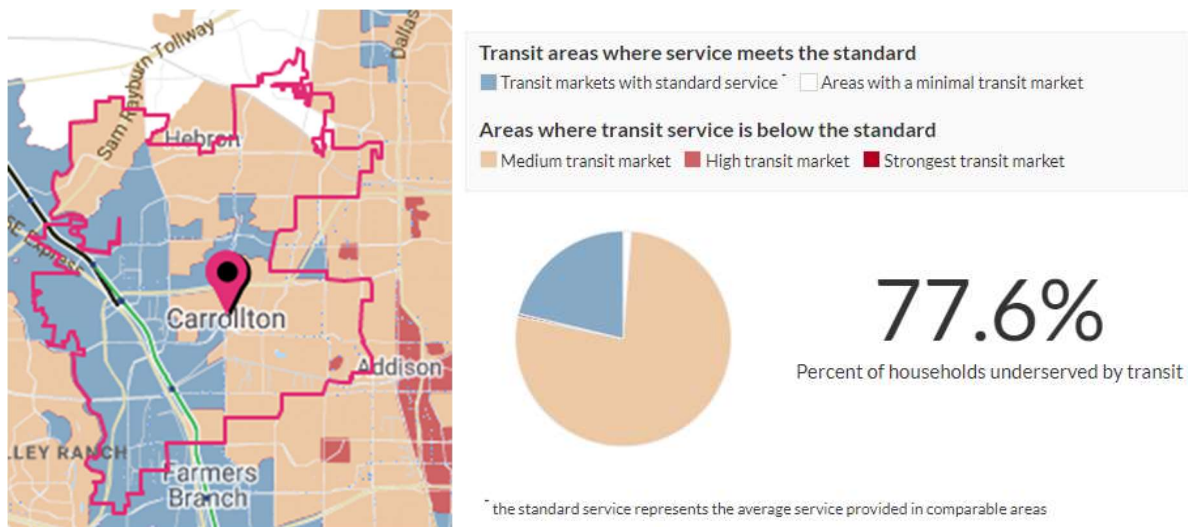 Sam Rayburn Tollway
Dallas
Hebron
SE Express
Carrollton
Addison
LLEY RANCH
Farmers
Branch
Transit areas where service meets the standard
Transit markets with standard service - Areas with a minimal transit market
Areas where transit service is below the standard
Medium transit market High transit market Strongest transit market
77.6%
Percent of households underserved by transit
- the standard service represents the average service provided in comparable areas